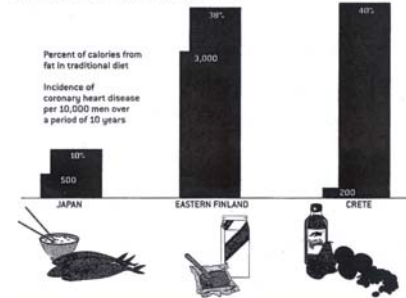 38%
40%
Percent of calories from
fat in traditional diet
3,000
Incidence of
coronary heart disease
per 10,000 men over
a period of 10 years
10%
500
200
JAPAN
EASTERN FINLAND
CRETE